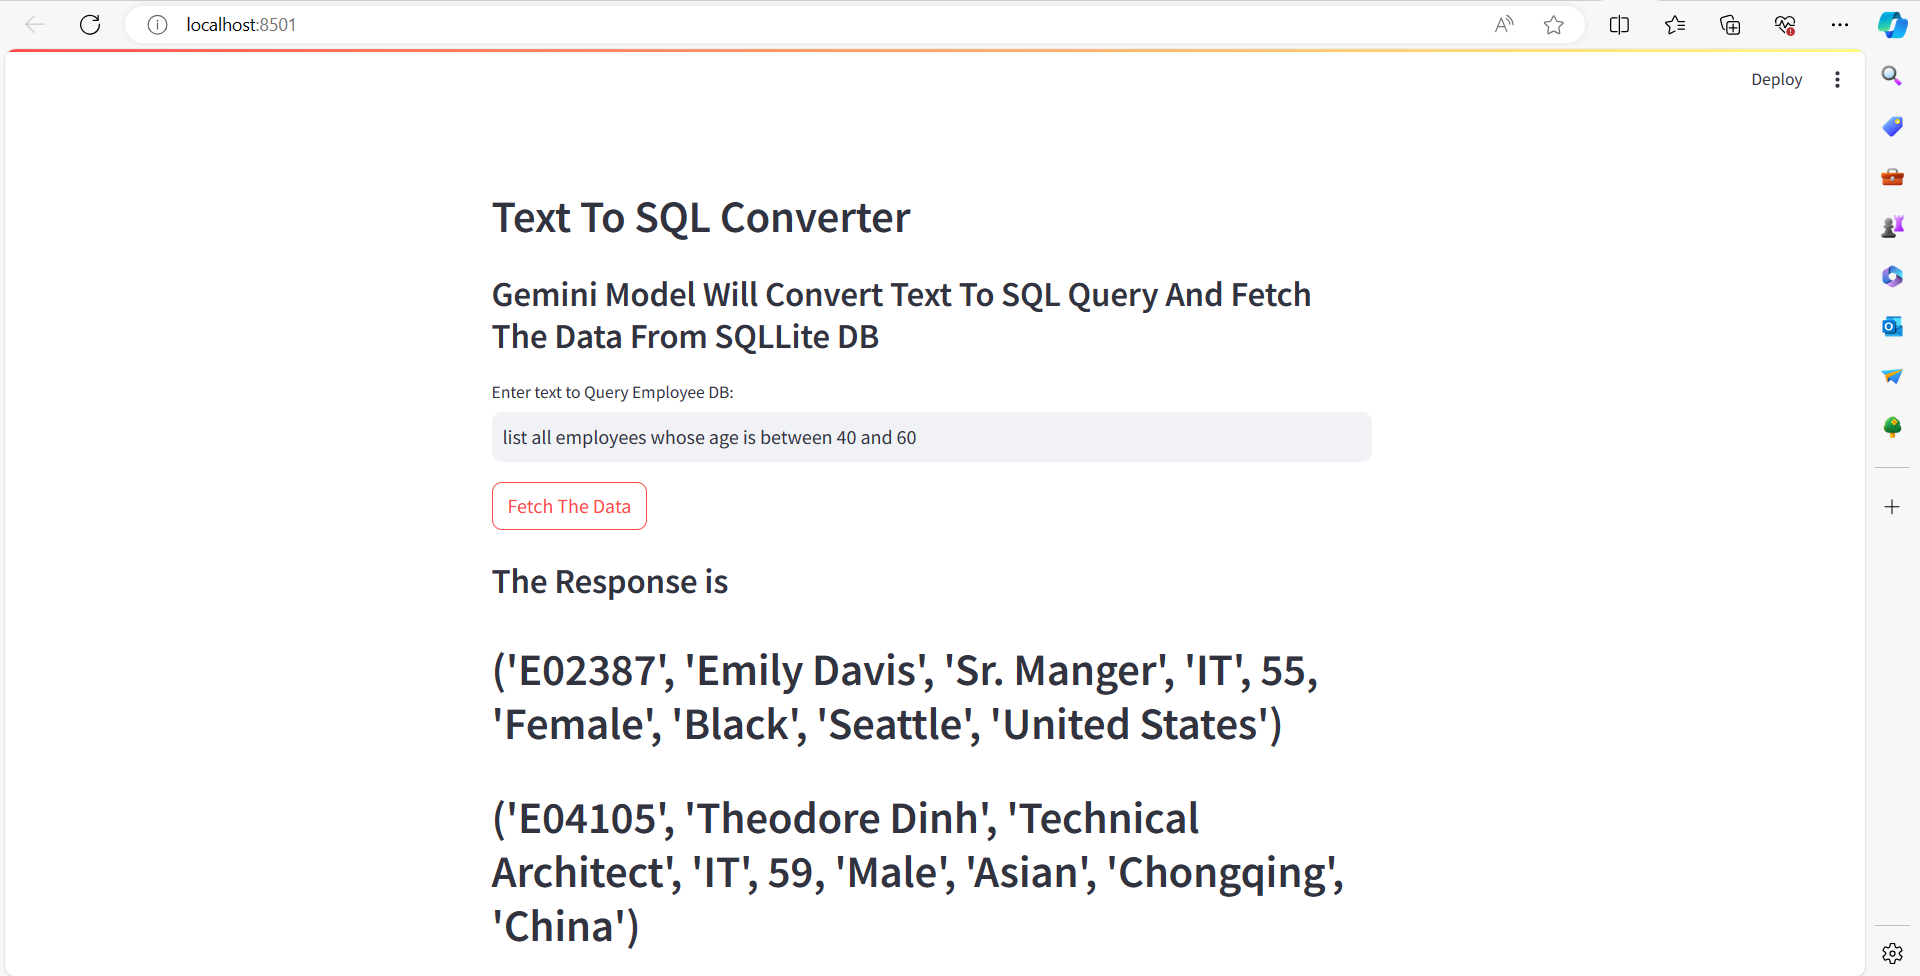 localhost:8501
Deploy
Text To SQL Converter
Gemini Model Will Convert Text To SQL Query And Fetch
The Data From SQLLite DB
Enter text to Query Employee DB:
list all employees whose age is between 40 and 60
Fetch The Data
The Response is
('E02387', 'Emily Davis', 'Sr. Manger', 'IT', 55,
'Female', 'Black', 'Seattle', 'United States')
('E04105', 'Theodore Dinh', 'Technical
Architect', 'IT', 59, 'Male', 'Asian', 'Chongqing',
'China')